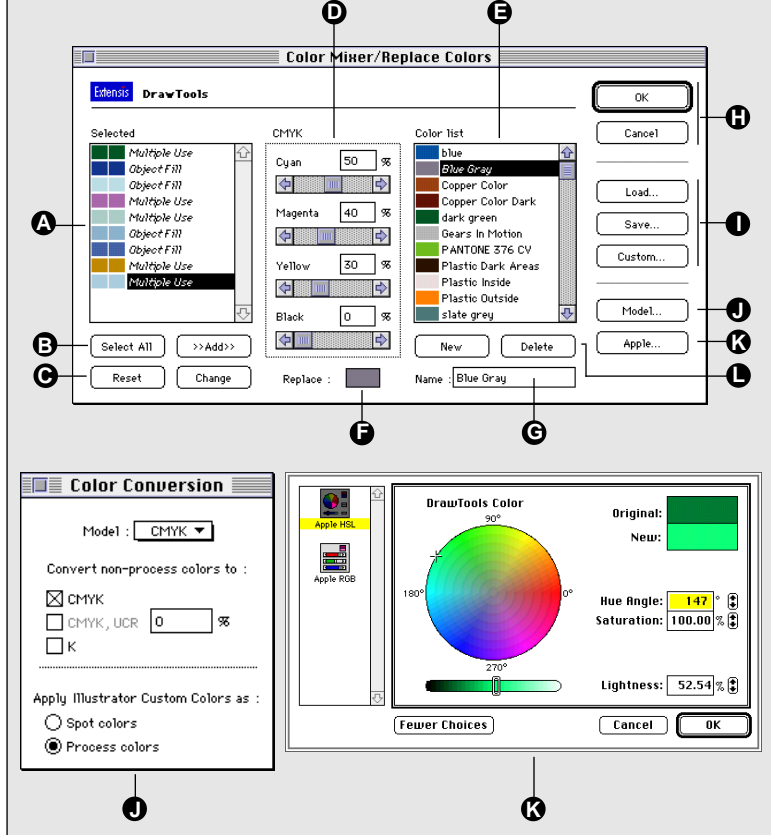 D
E
Color Mixer/Replace Colors
Extensis DrawTools
OK
H
Selected
CMYK
Color list
Cancel
Multiple Use
Object Fill
Object Fill
Multiple Use
Multiple Use
Object Fill
Object Fill
Multiple Use
Multiple Use
A
Cyan 50 %
Magenta 40 %
Yellow 30 %
Black 0 %
blue
Blue Gray
Copper Color
Copper Color Dark
dark green
Gears In Motion
PANTONE 376 CV
Plastic Dark Areas
Plastic Inside
Plastic Outside
slate grey
Load...
Save...
Custom...
I
Model...
J
B
Select All
>>Add>>
New
Delete
Apple...
K
C
Reset
Change
Replace :
Name : Blue Gray
L
F
G
Color Conversion
Model : CMYK
Convert non-process colors to :
CMYK
CMYK, UCR 0 %
K
Apply Illustrator Custom Colors as :
Spot colors
Process colors
J
Apple HSL
Apple RGB
DrawTools Color
90°
180°
0°
270°
Original:
New:
Hue Angle: 147 °
Saturation: 100.00 %
Lightness: 52.54 %
Fewer Choices
Cancel
OK
K